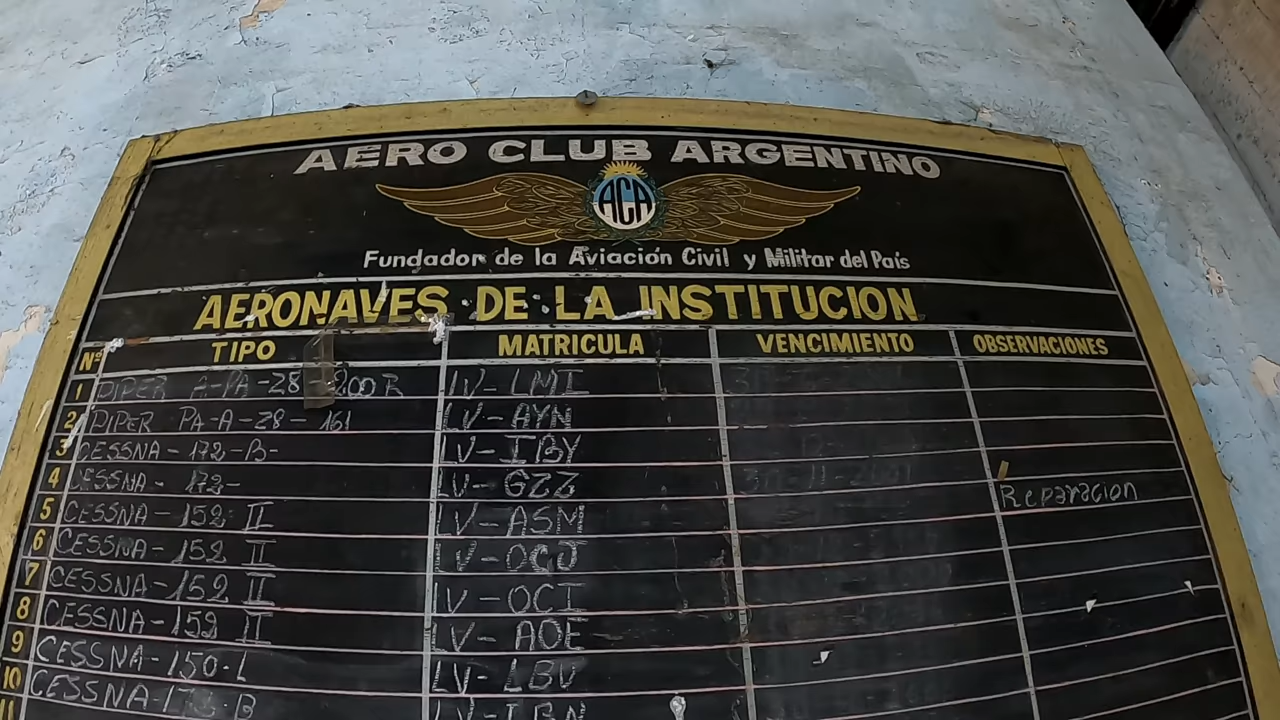 AERO CLUB ARGENTINO
ACA
Fundador de la Aviación Civil y Militar del País
AERONAVES DE LA INSTITUCION
Nº TIPO MATRICULA VENCIMIENTO OBSERVACIONES
1 PIPER A-PA-28-200R LV-LMI
2 PIPER PA-A-28-161 LV-AYN
3 CESSNA-172-B- LV-IBY
4 CESSNA-172- LV-GZZ Reparacion
5 CESSNA-152 II LV-ASM
6 CESSNA-152 II LV-OCJ
7 CESSNA-152 II LV-OCI
8 CESSNA-152 II LV-AOE
9 CESSNA-150-L LV-LBV
10 CESSNA
11